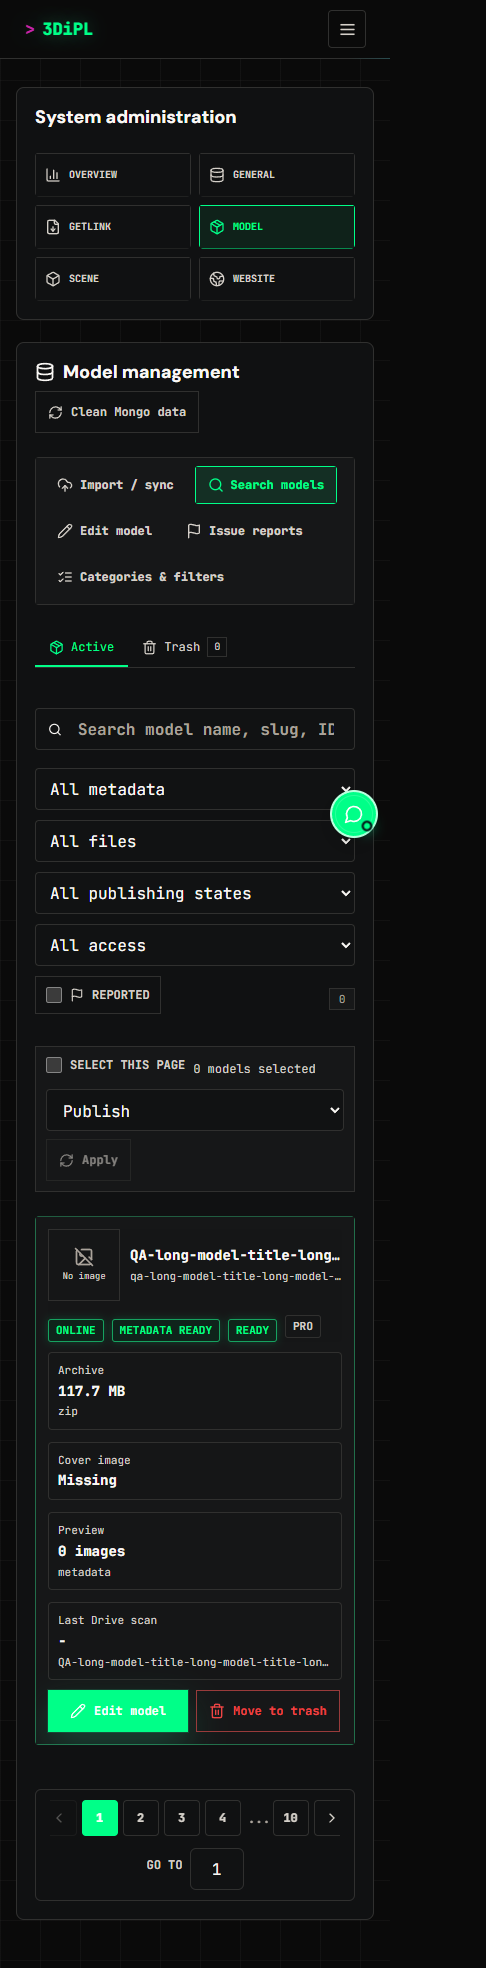 > 3DiPL
System administration
OVERVIEW
GENERAL
GETLINK
MODEL
SCENE
WEBSITE
Model management
Clean Mongo data
Import / sync
Search models
Edit model
Issue reports
Categories & filters
Active
Trash 0
Search model name, slug, ID
All metadata
All files
All publishing states
All access
REPORTED
0
SELECT THIS PAGE 0 models selected
Publish
Apply
No image
QA-long-model-title-long…
qa-long-model-title-long-model-…
ONLINE
METADATA READY
READY
PRO
Archive
117.7 MB
zip
Cover image
Missing
Preview
0 images
metadata
Last Drive scan
-
QA-long-model-title-long-model-title-lon…
Edit model
Move to trash
1 2 3 4 ... 10
GO TO 1